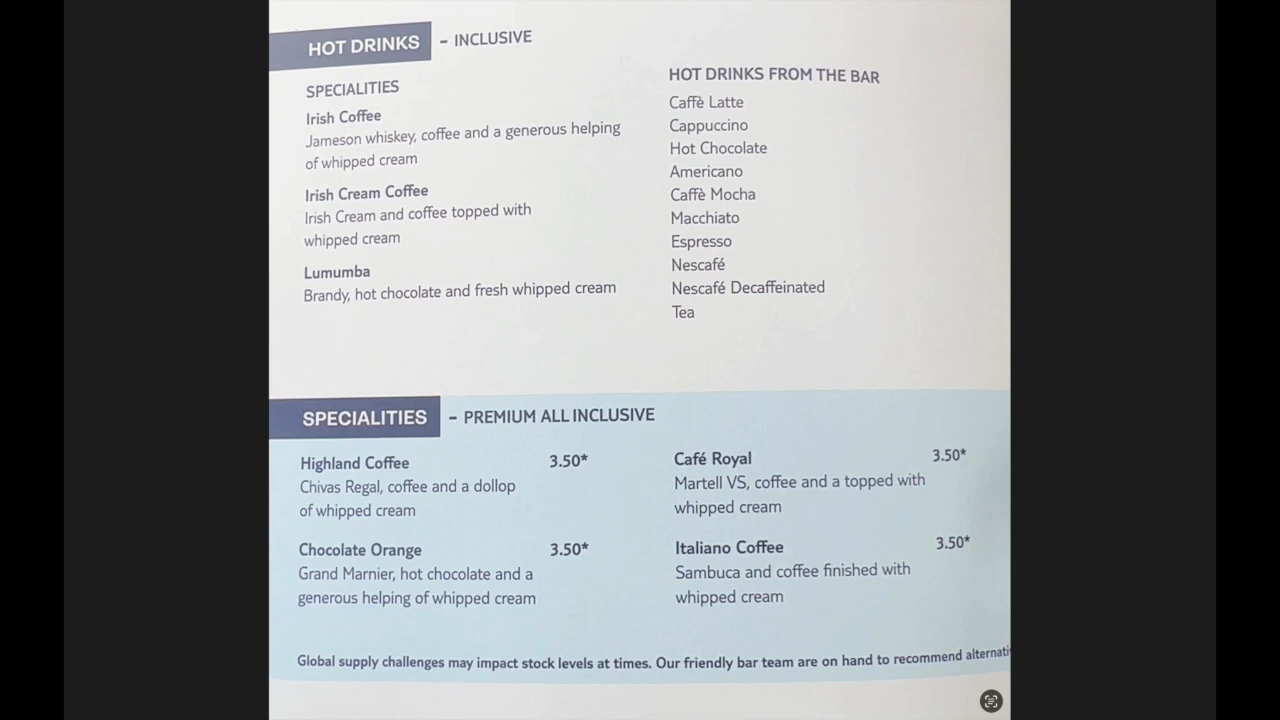 HOT DRINKS – INCLUSIVE
SPECIALITIES
Irish Coffee
Jameson whiskey, coffee and a generous helping
of whipped cream
Irish Cream Coffee
Irish Cream and coffee topped with
whipped cream
Lumumba
Brandy, hot chocolate and fresh whipped cream
HOT DRINKS FROM THE BAR
Caffè Latte
Cappuccino
Hot Chocolate
Americano
Caffè Mocha
Macchiato
Espresso
Nescafé
Nescafé Decaffeinated
Tea
SPECIALITIES – PREMIUM ALL INCLUSIVE
Highland Coffee 3.50*
Chivas Regal, coffee and a dollop
of whipped cream
Chocolate Orange 3.50*
Grand Marnier, hot chocolate and a
generous helping of whipped cream
Café Royal 3.50*
Martell VS, coffee and a topped with
whipped cream
Italiano Coffee 3.50*
Sambuca and coffee finished with
whipped cream
Global supply challenges may impact stock levels at times. Our friendly bar team are on hand to recommend